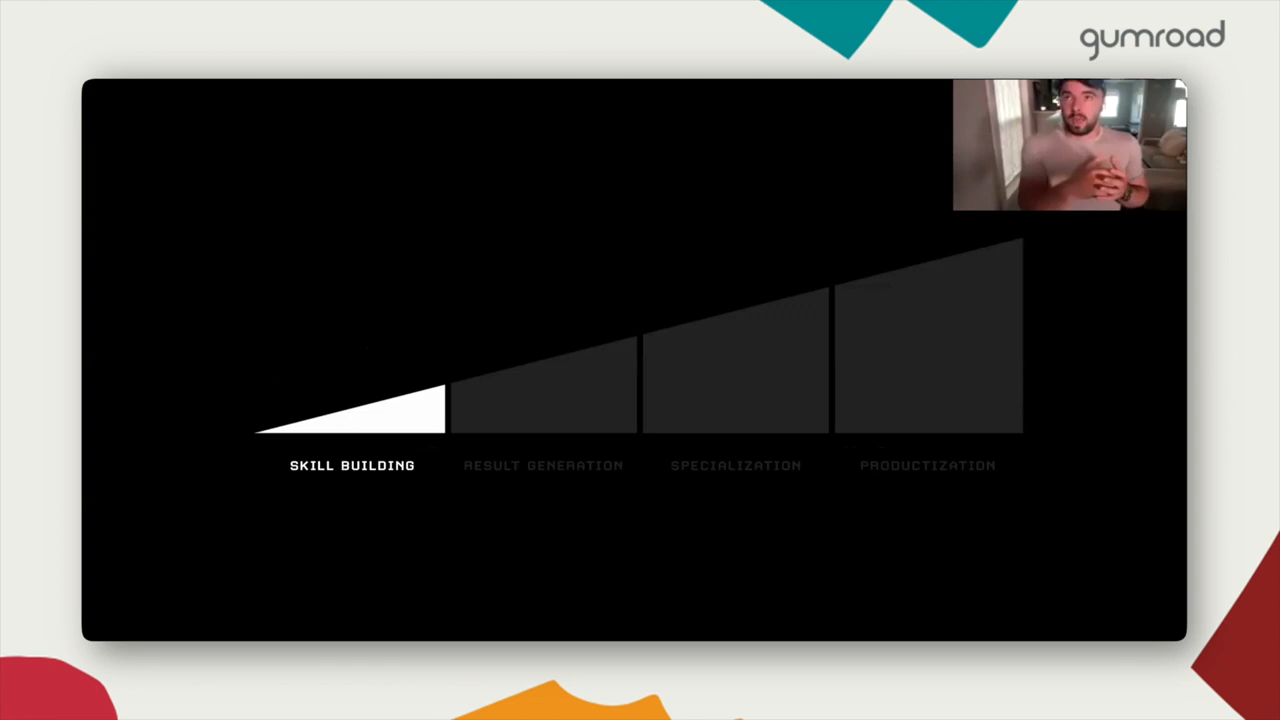 gumroad
SKILL BUILDING
RESULT GENERATION
SPECIALIZATION
PRODUCTIZATION